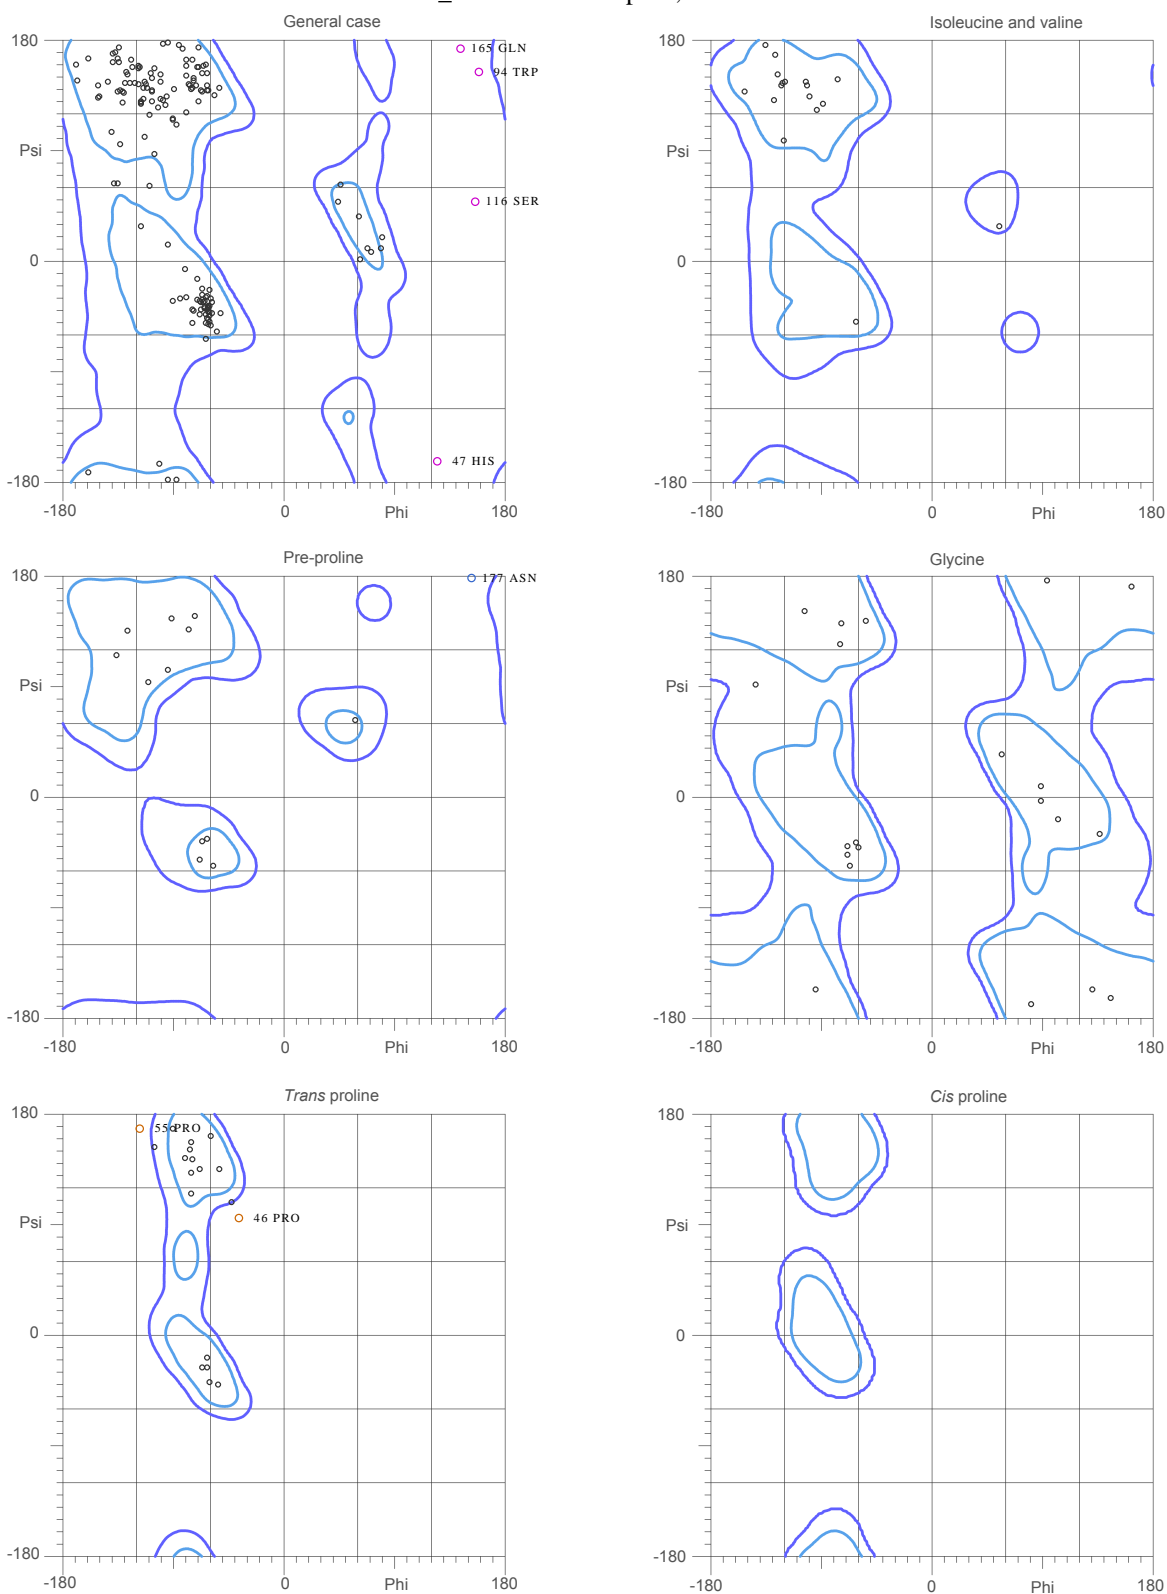 General case
180
Psi
0
-180
-180
0
Phi
180
165 GLN
94 TRP
116 SER
47 HIS
Isoleucine and valine
180
Psi
0
-180
-180
0
Phi
180
Pre-proline
180
Psi
0
-180
-180
0
Phi
180
177 ASN
Glycine
180
Psi
0
-180
-180
0
Phi
180
Trans proline
180
Psi
0
-180
-180
0
Phi
180
55 PRO
46 PRO
Cis proline
180
Psi
0
-180
-180
0
Phi
180